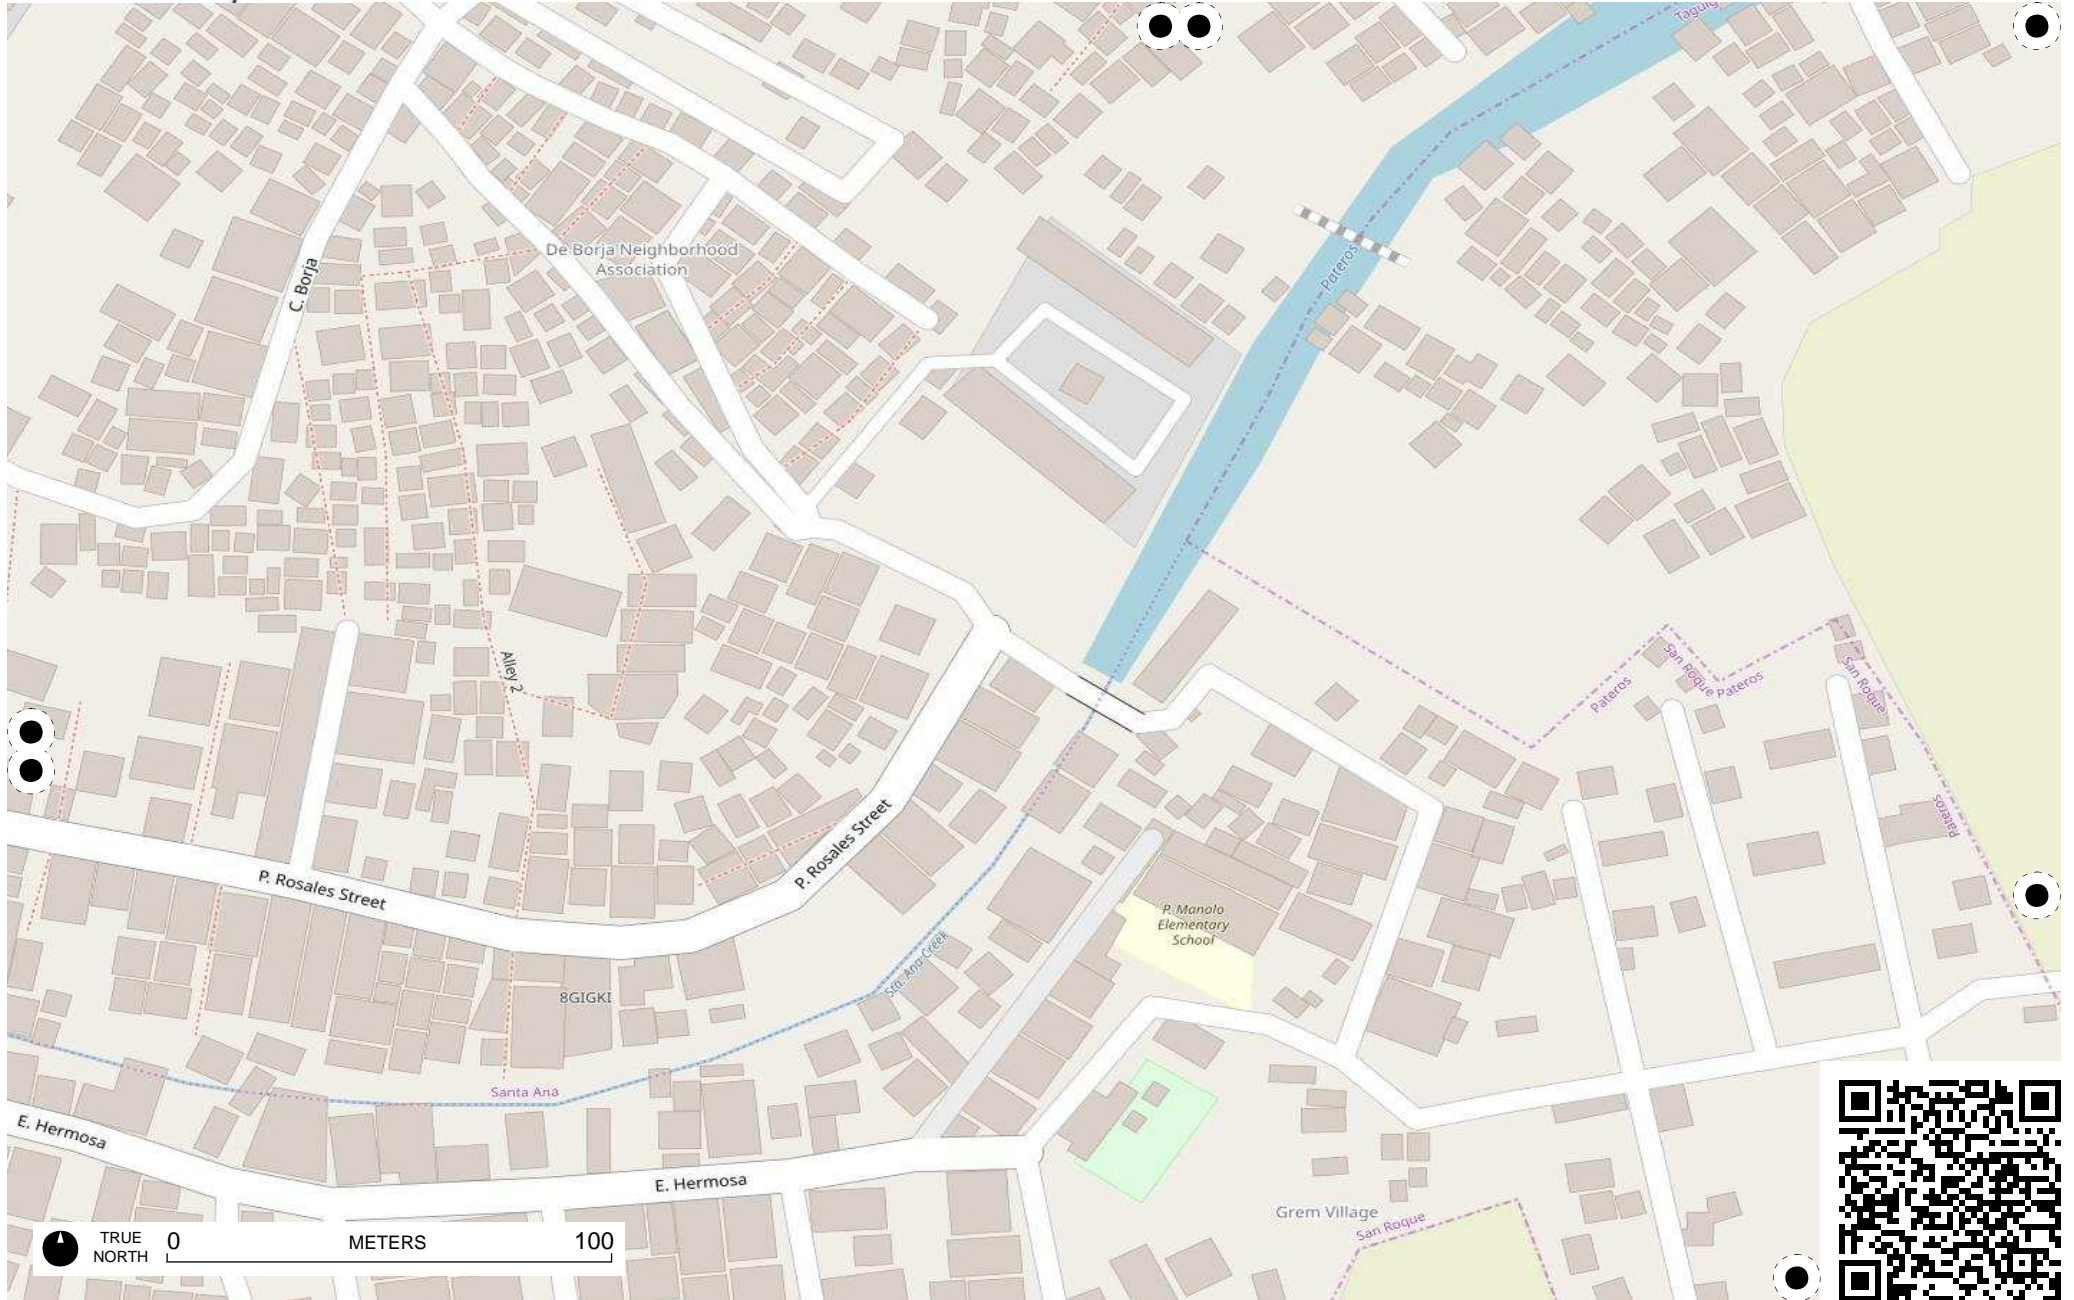 Taguig
De Borja Neighborhood
Association
C. Borja
Pateros
Alley 2
San Roque
Pateros
Pateros
San Roque
Pateros
P. Rosales Street
P. Rosales Street
P. Manalo
Elementary
School
Sta. Ana Creek
8GIGKI
Santa Ana
E. Hermosa
E. Hermosa
Grem Village
San Roque
TRUE
NORTH
0 METERS 100